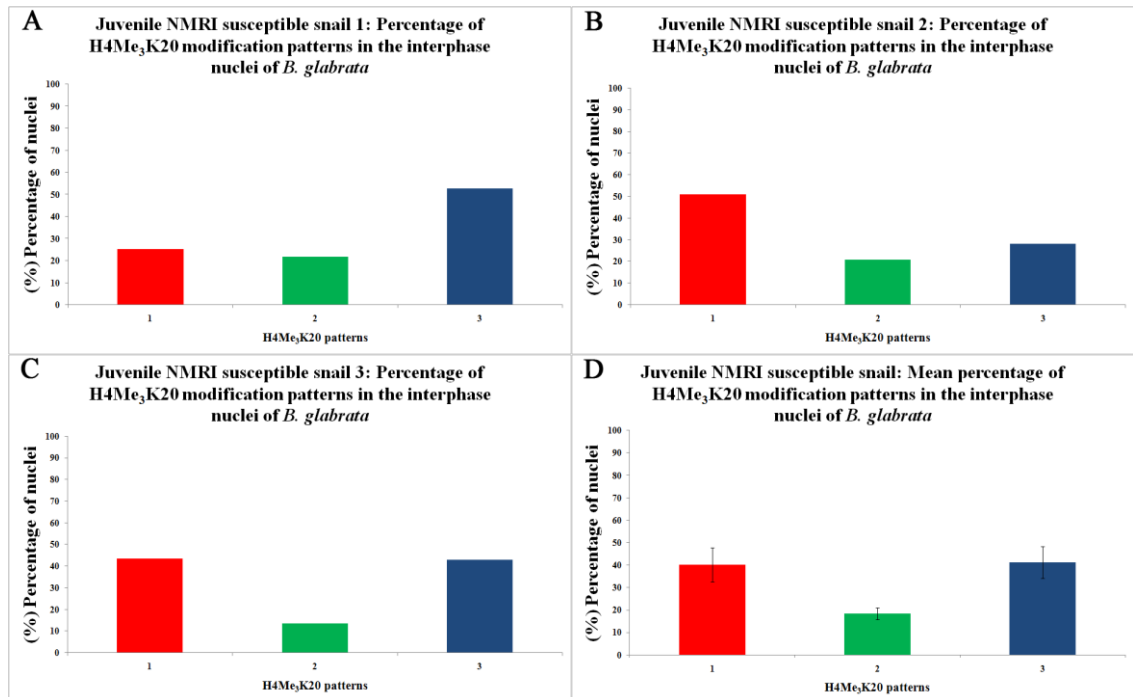 A
Juvenile NMRI susceptible snail 1: Percentage of
H4Me₃K20 modification patterns in the interphase
nuclei of B. glabrata
(%) Percentage of nuclei
100
90
80
70
60
50
40
30
20
10
0
1 2 3
H4Me₃K20 patterns
B
Juvenile NMRI susceptible snail 2: Percentage of
H4Me₃K20 modification patterns in the interphase
nuclei of B. glabrata
(%) Percentage of nuclei
100
90
80
70
60
50
40
30
20
10
0
1 2 3
H4Me₃K20 patterns
C
Juvenile NMRI susceptible snail 3: Percentage of
H4Me₃K20 modification patterns in the interphase
nuclei of B. glabrata
(%) Percentage of nuclei
100
90
80
70
60
50
40
30
20
10
0
1 2 3
H4Me₃K20 patterns
D
Juvenile NMRI susceptible snail: Mean percentage of
H4Me₃K20 modification patterns in the interphase
nuclei of B. glabrata
(%) Percentage of nuclei
100
90
80
70
60
50
40
30
20
10
0
1 2 3
H4Me₃K20 patterns